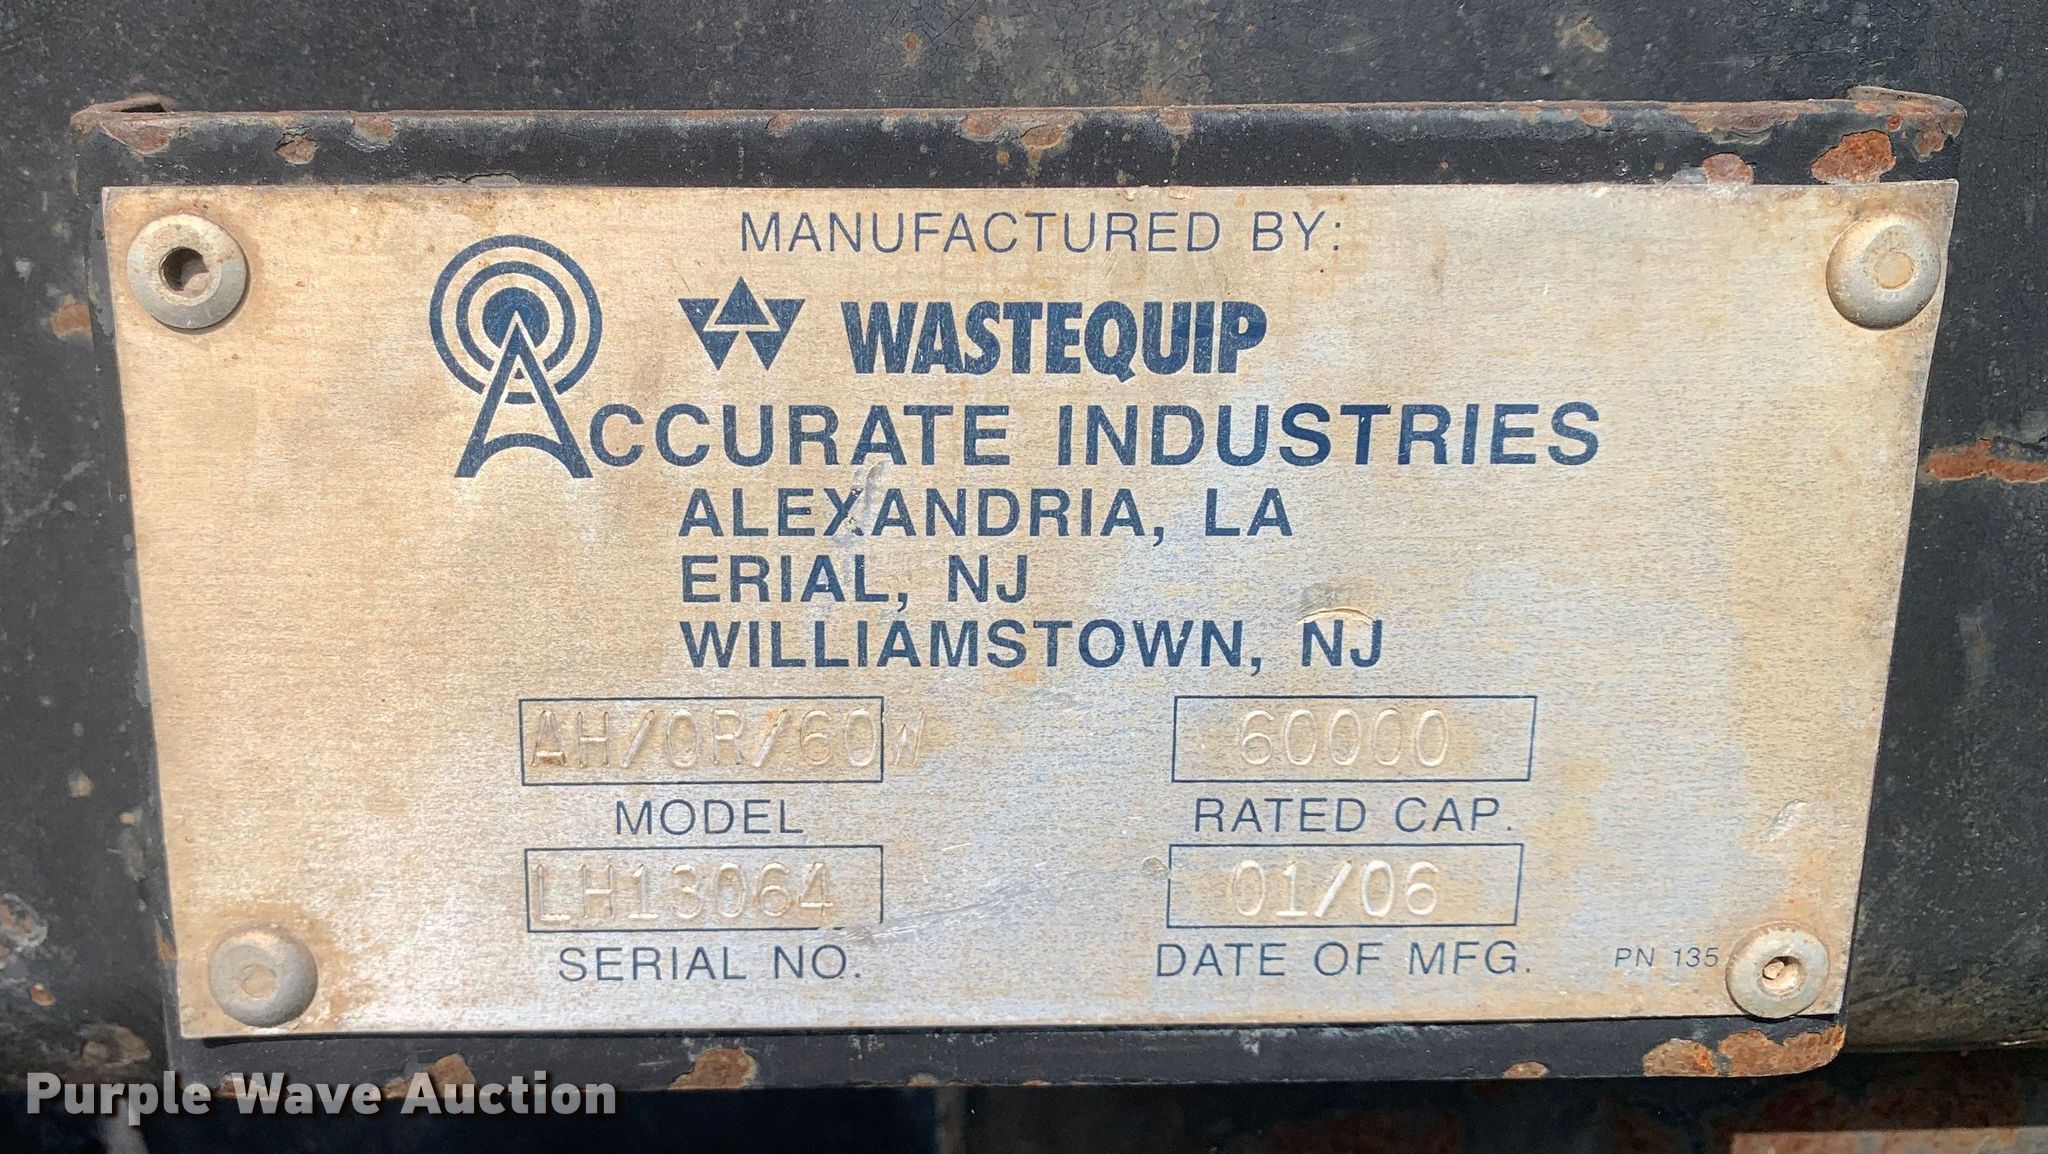 MANUFACTURED BY:
WASTEQUIP
ACCURATE INDUSTRIES
ALEXANDRIA, LA
ERIAL, NJ
WILLIAMSTOWN, NJ
AH/OR/60W 60000
MODEL RATED CAP.
LH13064 01/06
SERIAL NO. DATE OF MFG. PN 135
Purple Wave Auction